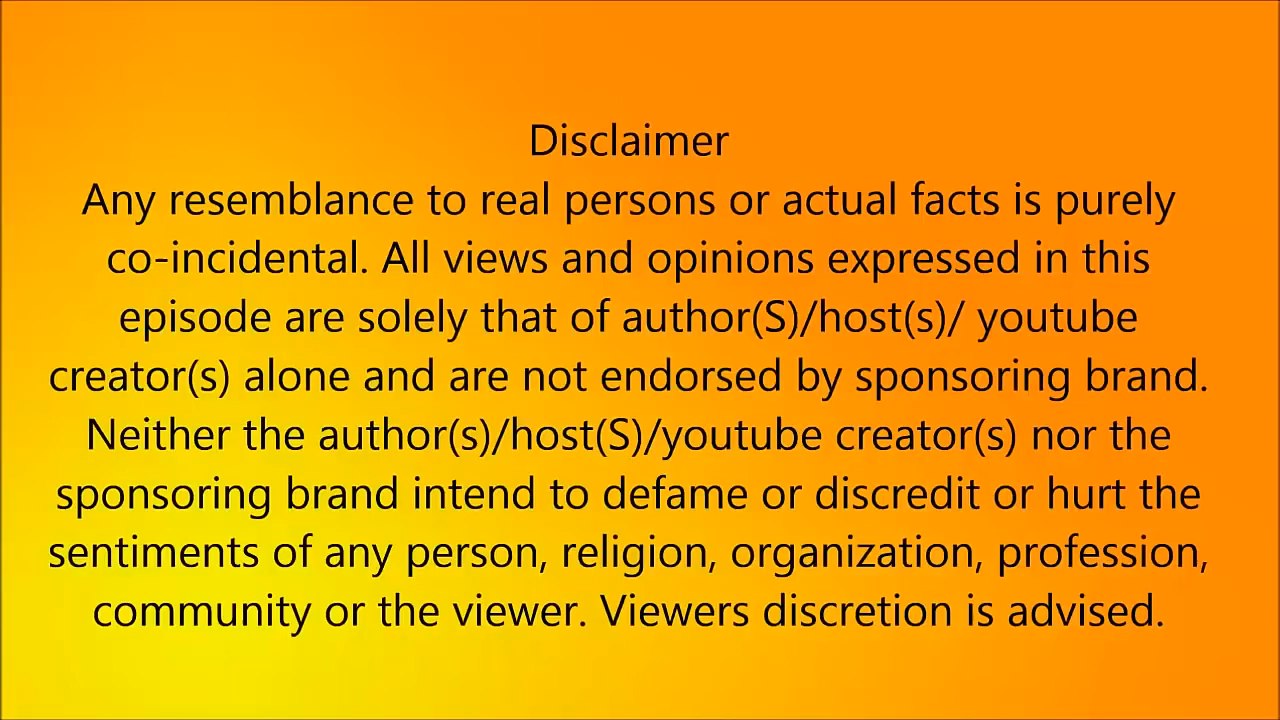 Disclaimer
Any resemblance to real persons or actual facts is purely
co-incidental. All views and opinions expressed in this
episode are solely that of author(S)/host(s)/ youtube
creator(s) alone and are not endorsed by sponsoring brand.
Neither the author(s)/host(S)/youtube creator(s) nor the
sponsoring brand intend to defame or discredit or hurt the
sentiments of any person, religion, organization, profession,
community or the viewer. Viewers discretion is advised.